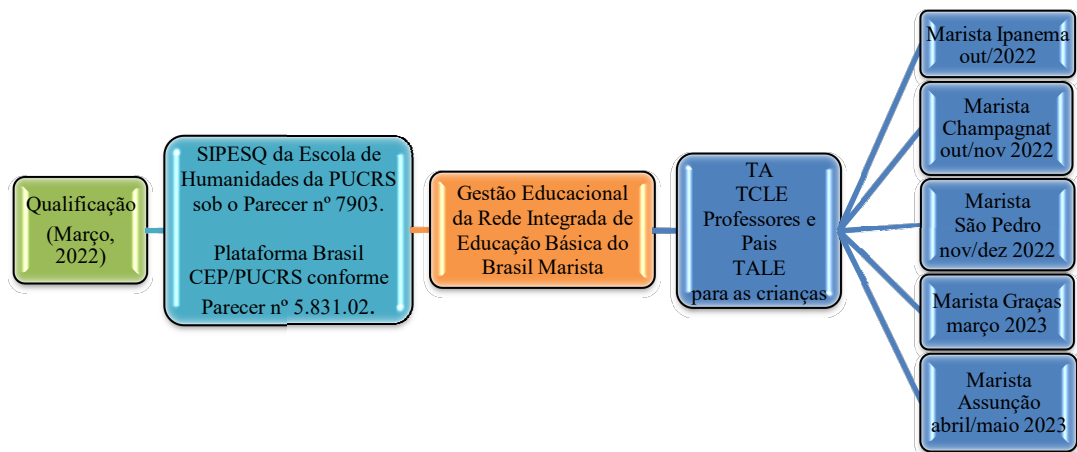 Qualificação
(Março,
2022)
SIPESQ da Escola de
Humanidades da PUCRS
sob o Parecer nº 7903.
Plataforma Brasil
CEP/PUCRS conforme
Parecer nº 5.831.02.
Gestão Educacional
da Rede Integrada de
Educação Básica do
Brasil Marista
TA
TCLE
Professores e
Pais
TALE
para as crianças
Marista Ipanema
out/2022
Marista
Champagnat
out/nov 2022
Marista
São Pedro
nov/dez 2022
Marista Graças
março 2023
Marista
Assunção
abril/maio 2023